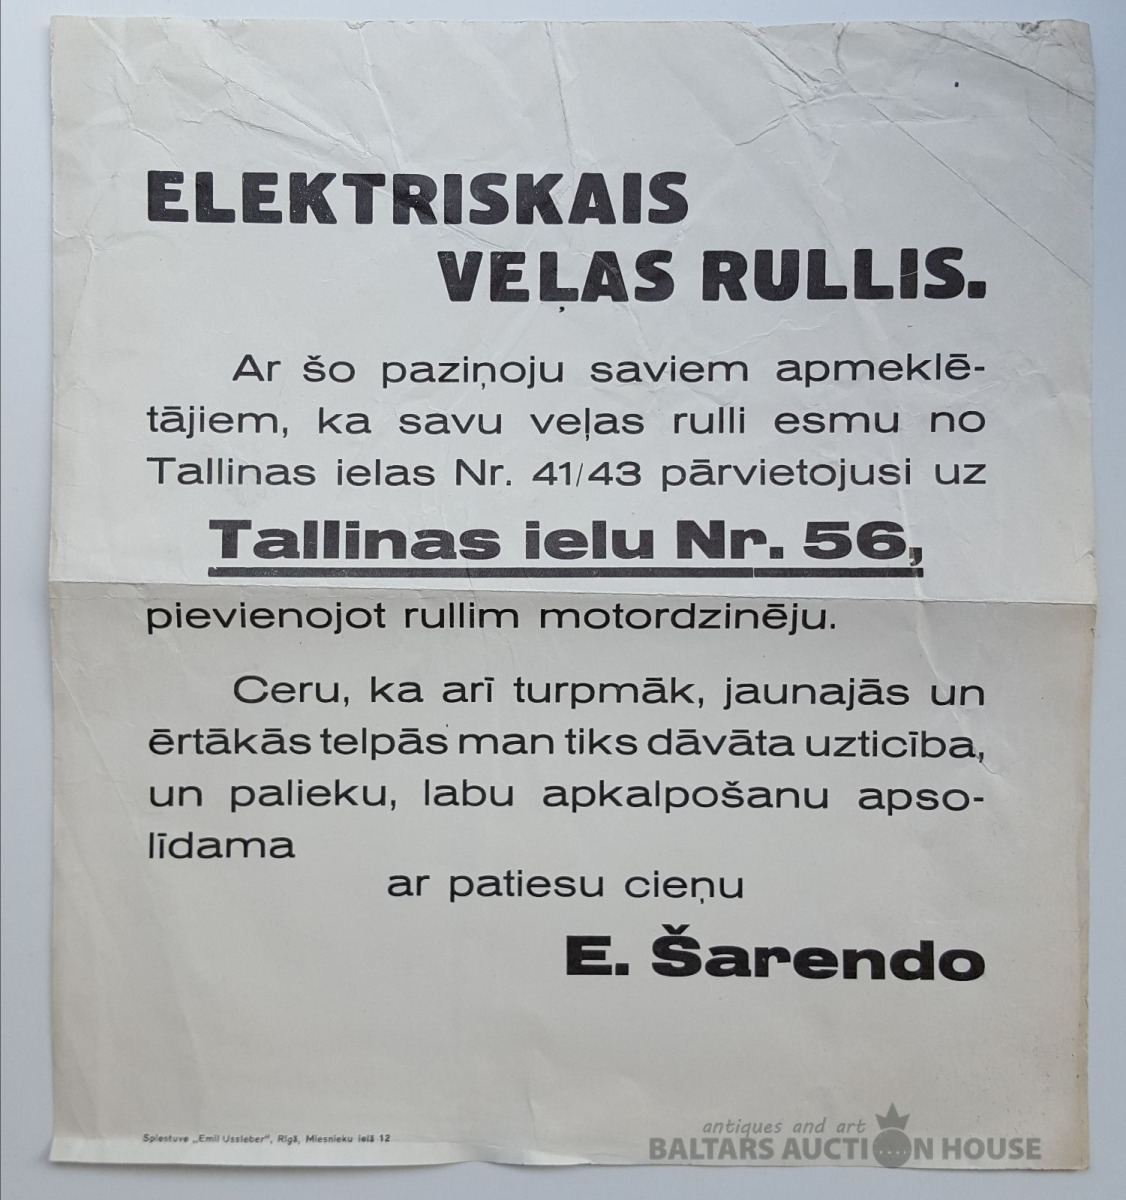 ELEKTRISKAIS
VEĻAS RULLIS.
Ar šo paziņoju saviem apmeklē-
tājiem, ka savu veļas rulli esmu no
Tallinas ielas Nr. 41/43 pārvietojusi uz
Tallinas ielu Nr. 56,
pievienojot rullim motordzinēju.
Ceru, ka arī turpmāk, jaunajās un
ērtākās telpās man tiks dāvāta uzticība,
un palieku, labu apkalpošanu apso-
līdama
ar patiesu cieņu
E. Šarendo
Spiestuve „Emil Ussleber", Rīgā, Miesnieku ielā 12
antiques and art
BALTARS AUCTION HOUSE